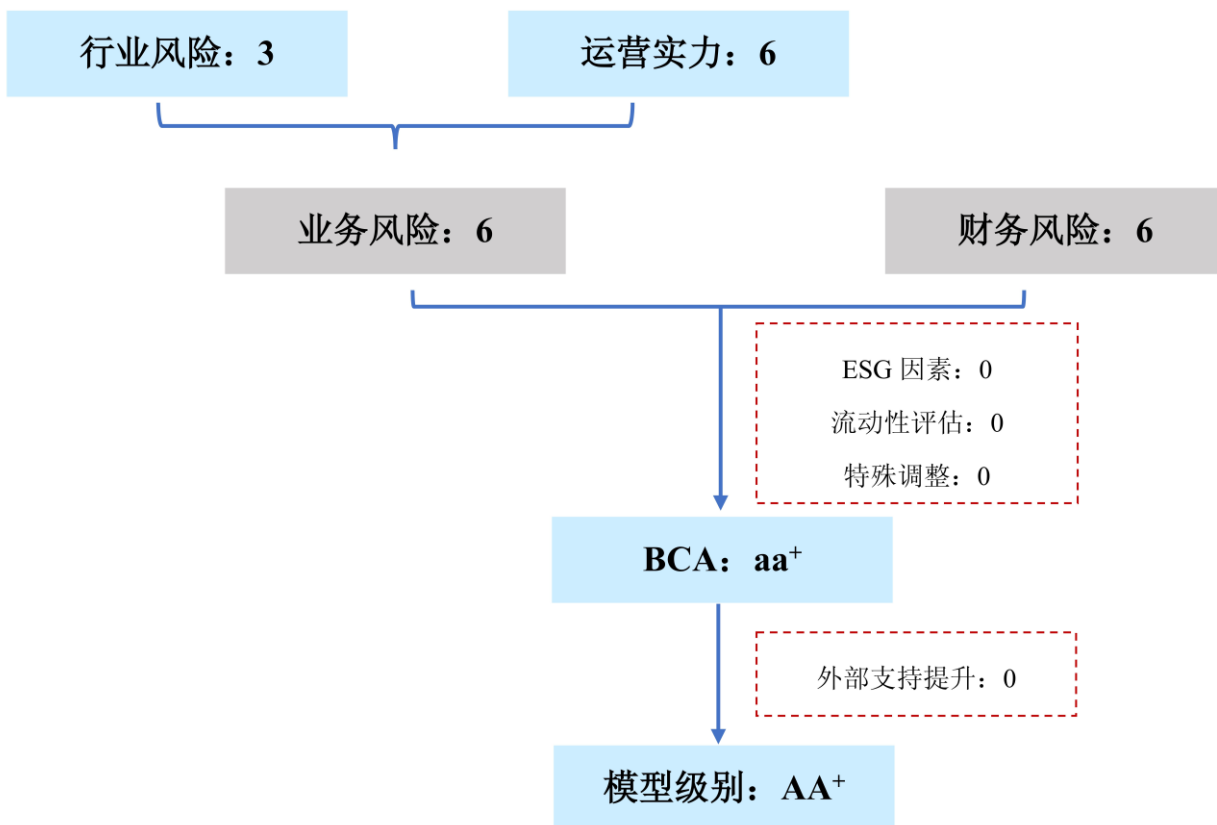 行业风险：3
运营实力：6
业务风险：6
财务风险：6
ESG 因素：0
流动性评估：0
特殊调整：0
BCA：aa⁺
外部支持提升：0
模型级别：AA⁺